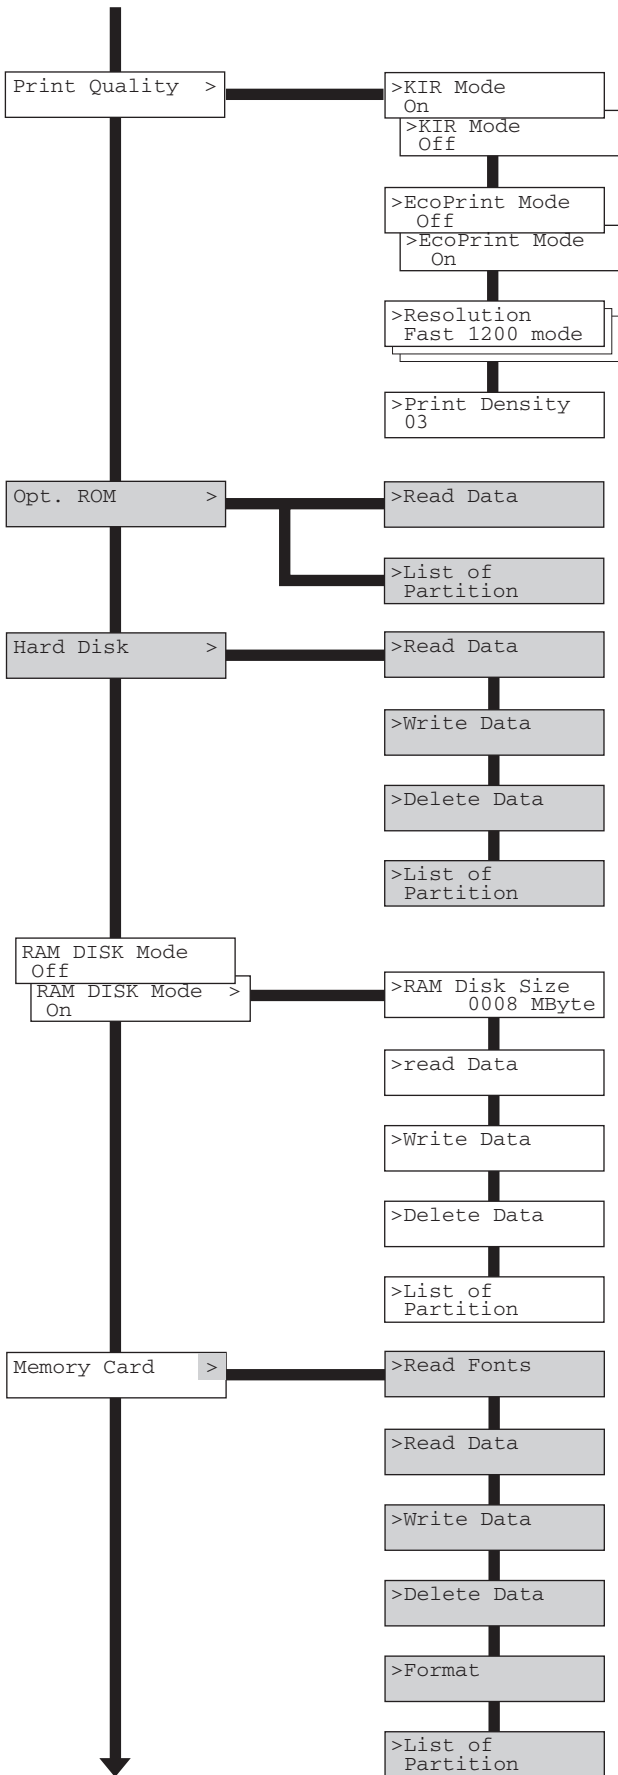 Print Quality >
>KIR Mode
On
>KIR Mode
Off
>EcoPrint Mode
Off
>EcoPrint Mode
On
>Resolution
Fast 1200 mode
>Print Density
03
Opt. ROM >
>Read Data
>List of
Partition
Hard Disk >
>Read Data
>Write Data
>Delete Data
>List of
Partition
RAM DISK Mode
Off
RAM DISK Mode >
On
>RAM Disk Size
0008 MByte
>read Data
>Write Data
>Delete Data
>List of
Partition
Memory Card >
>Read Fonts
>Read Data
>Write Data
>Delete Data
>Format
>List of
Partition